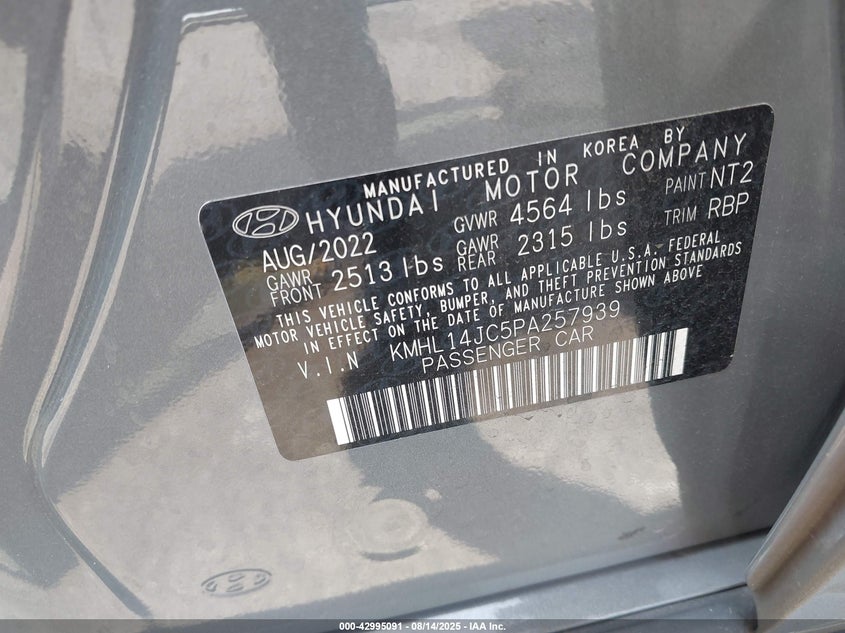 MANUFACTURED IN KOREA BY
HYUNDAI MOTOR COMPANY
AUG/2022 GVWR 4564 lbs PAINT NT2
GAWR FRONT 2513 lbs GAWR REAR 2315 lbs TRIM RBP
THIS VEHICLE CONFORMS TO ALL APPLICABLE U.S.A. FEDERAL
MOTOR VEHICLE SAFETY, BUMPER, AND THEFT PREVENTION STANDARDS
IN EFFECT ON THE DATE OF MANUFACTURE SHOWN ABOVE
V.I.N KMHL14JC5PA257939
PASSENGER CAR
000-42995091 - 08/14/2025 - IAA Inc.